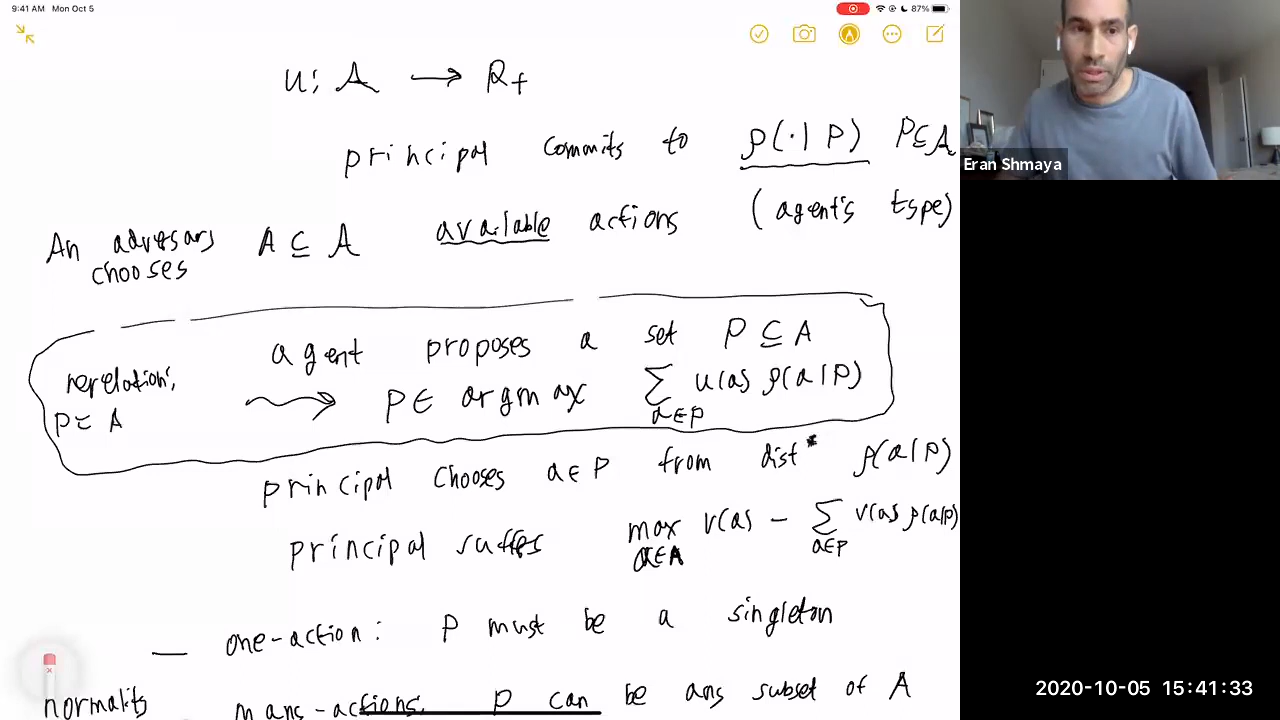 9:41 AM Mon Oct 5
87%
u: 𝒜 → R+
principal commits to ρ(·|P) P⊆𝒜
Eran Shmaya
(agent's type)
An adversary chooses A ⊆ 𝒜 available actions
agent proposes a set P ⊆ A
revelation: P = A
P ∈ argmax ∑ u(a) ρ(a|P)
a∈P
principal chooses a∈P from dist ρ(a|P)
principal suffers max v(a) − ∑ v(a) ρ(a|P)
a∈A a∈P
one-action: P must be a singleton
normality many-actions: P can be any subset of A
2020-10-05 15:41:33